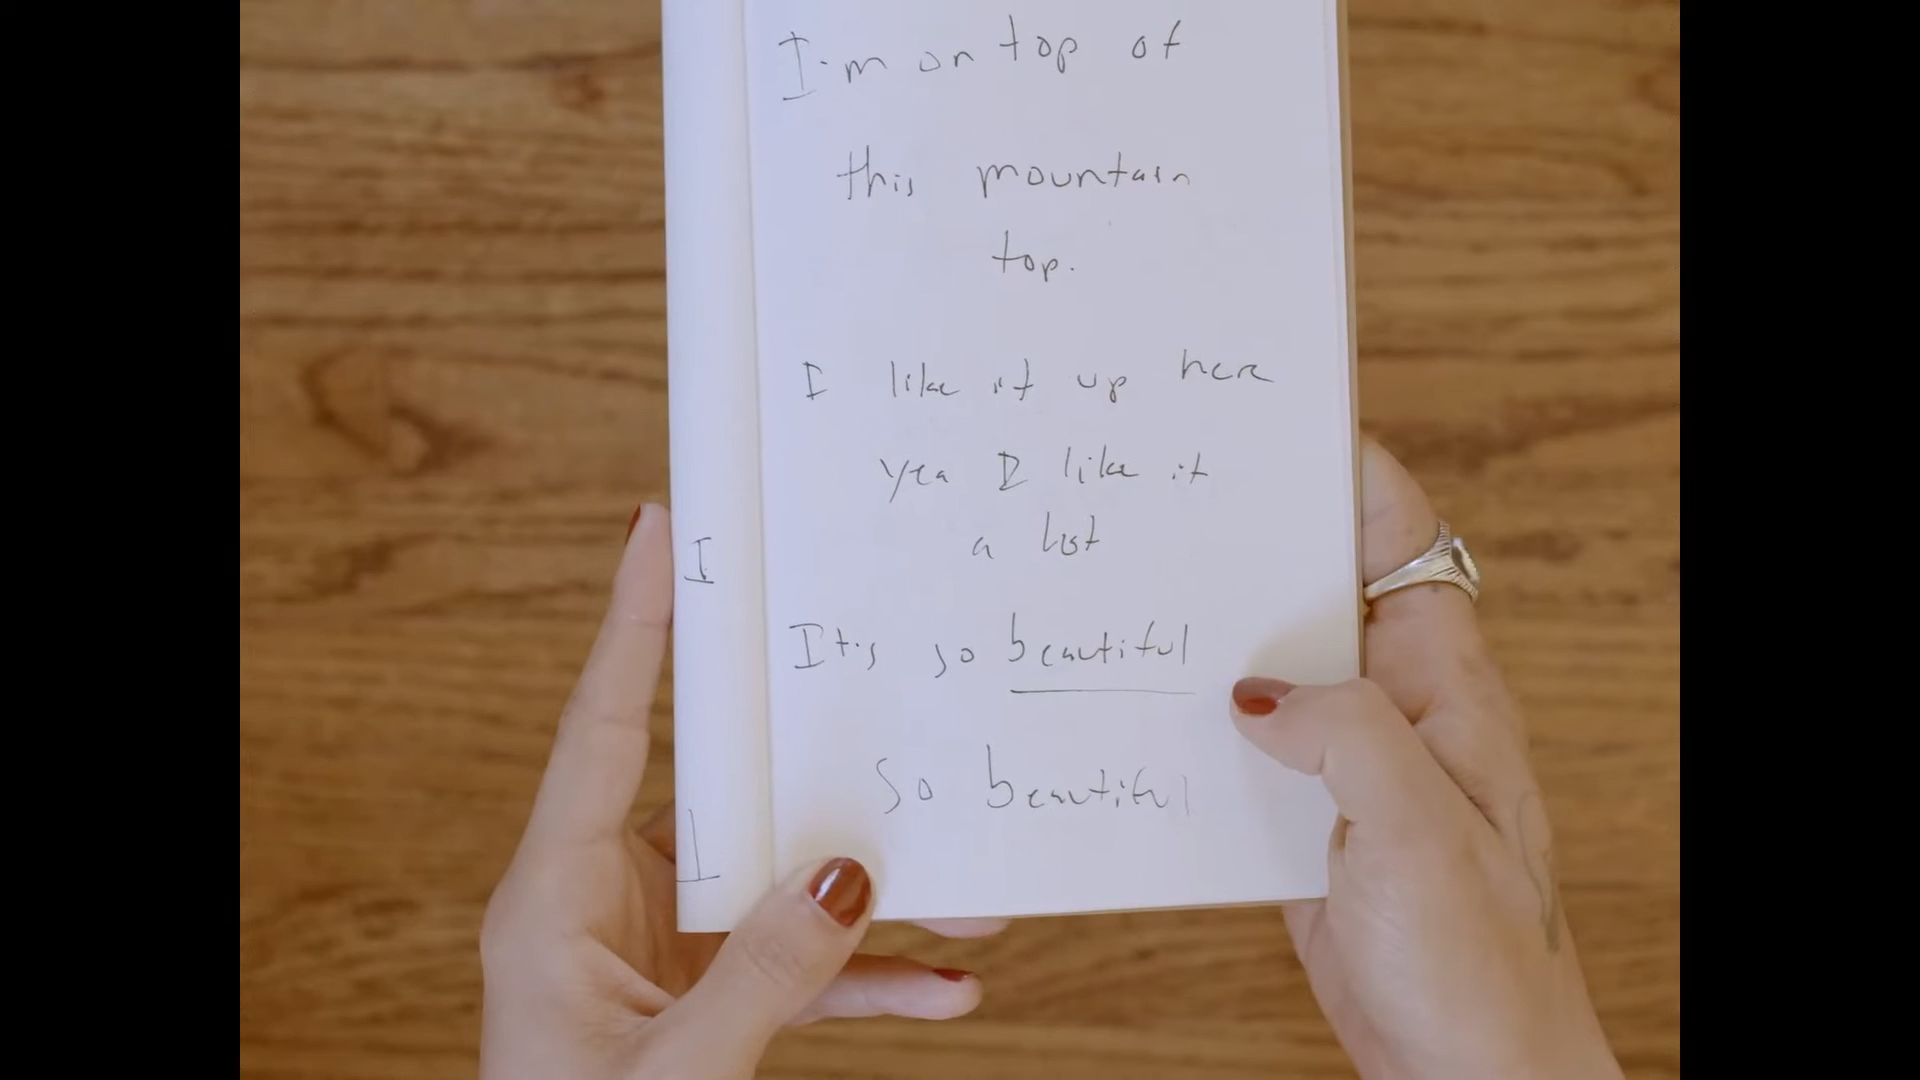 I'm on top of
this mountain
top.
I like it up here
yea I like it
a lot
It's so beautiful
So beautiful
I
I